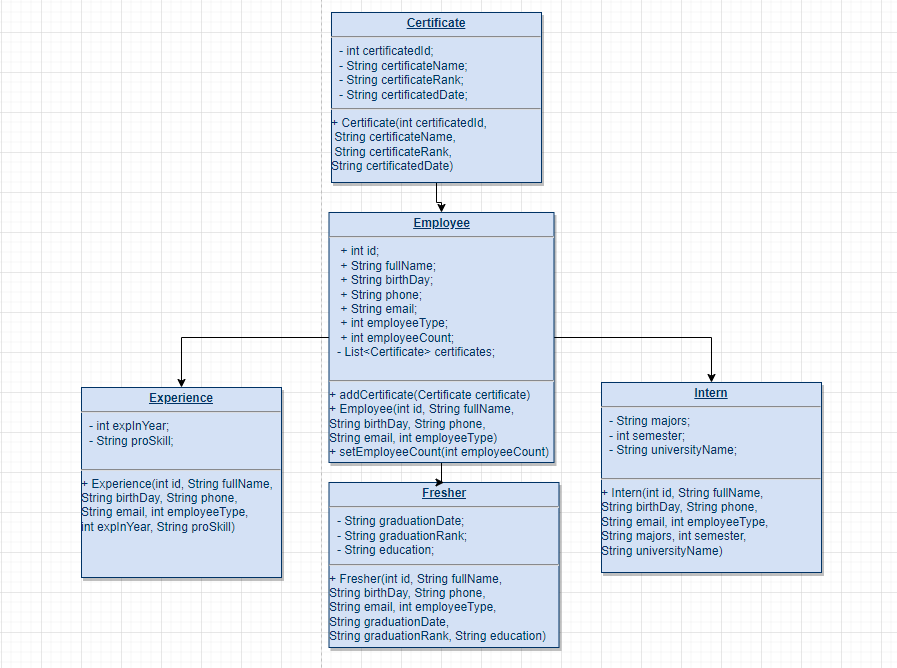 Certificate
- int certificatedId;
- String certificateName;
- String certificateRank;
- String certificatedDate;
+ Certificate(int certificatedId,
String certificateName,
String certificateRank,
String certificatedDate)
Employee
+ int id;
+ String fullName;
+ String birthDay;
+ String phone;
+ String email;
+ int employeeType;
+ int employeeCount;
- List<Certificate> certificates;
+ addCertificate(Certificate certificate)
+ Employee(int id, String fullName,
String birthDay, String phone,
String email, int employeeType)
+ setEmployeeCount(int employeeCount)
Experience
- int expInYear;
- String proSkill;
+ Experience(int id, String fullName,
String birthDay, String phone,
String email, int employeeType,
int expInYear, String proSkill)
Fresher
- String graduationDate;
- String graduationRank;
- String education;
+ Fresher(int id, String fullName,
String birthDay, String phone,
String email, int employeeType,
String graduationDate,
String graduationRank, String education)
Intern
- String majors;
- int semester;
- String universityName;
+ Intern(int id, String fullName,
String birthDay, String phone,
String email, int employeeType,
String majors, int semester,
String universityName)